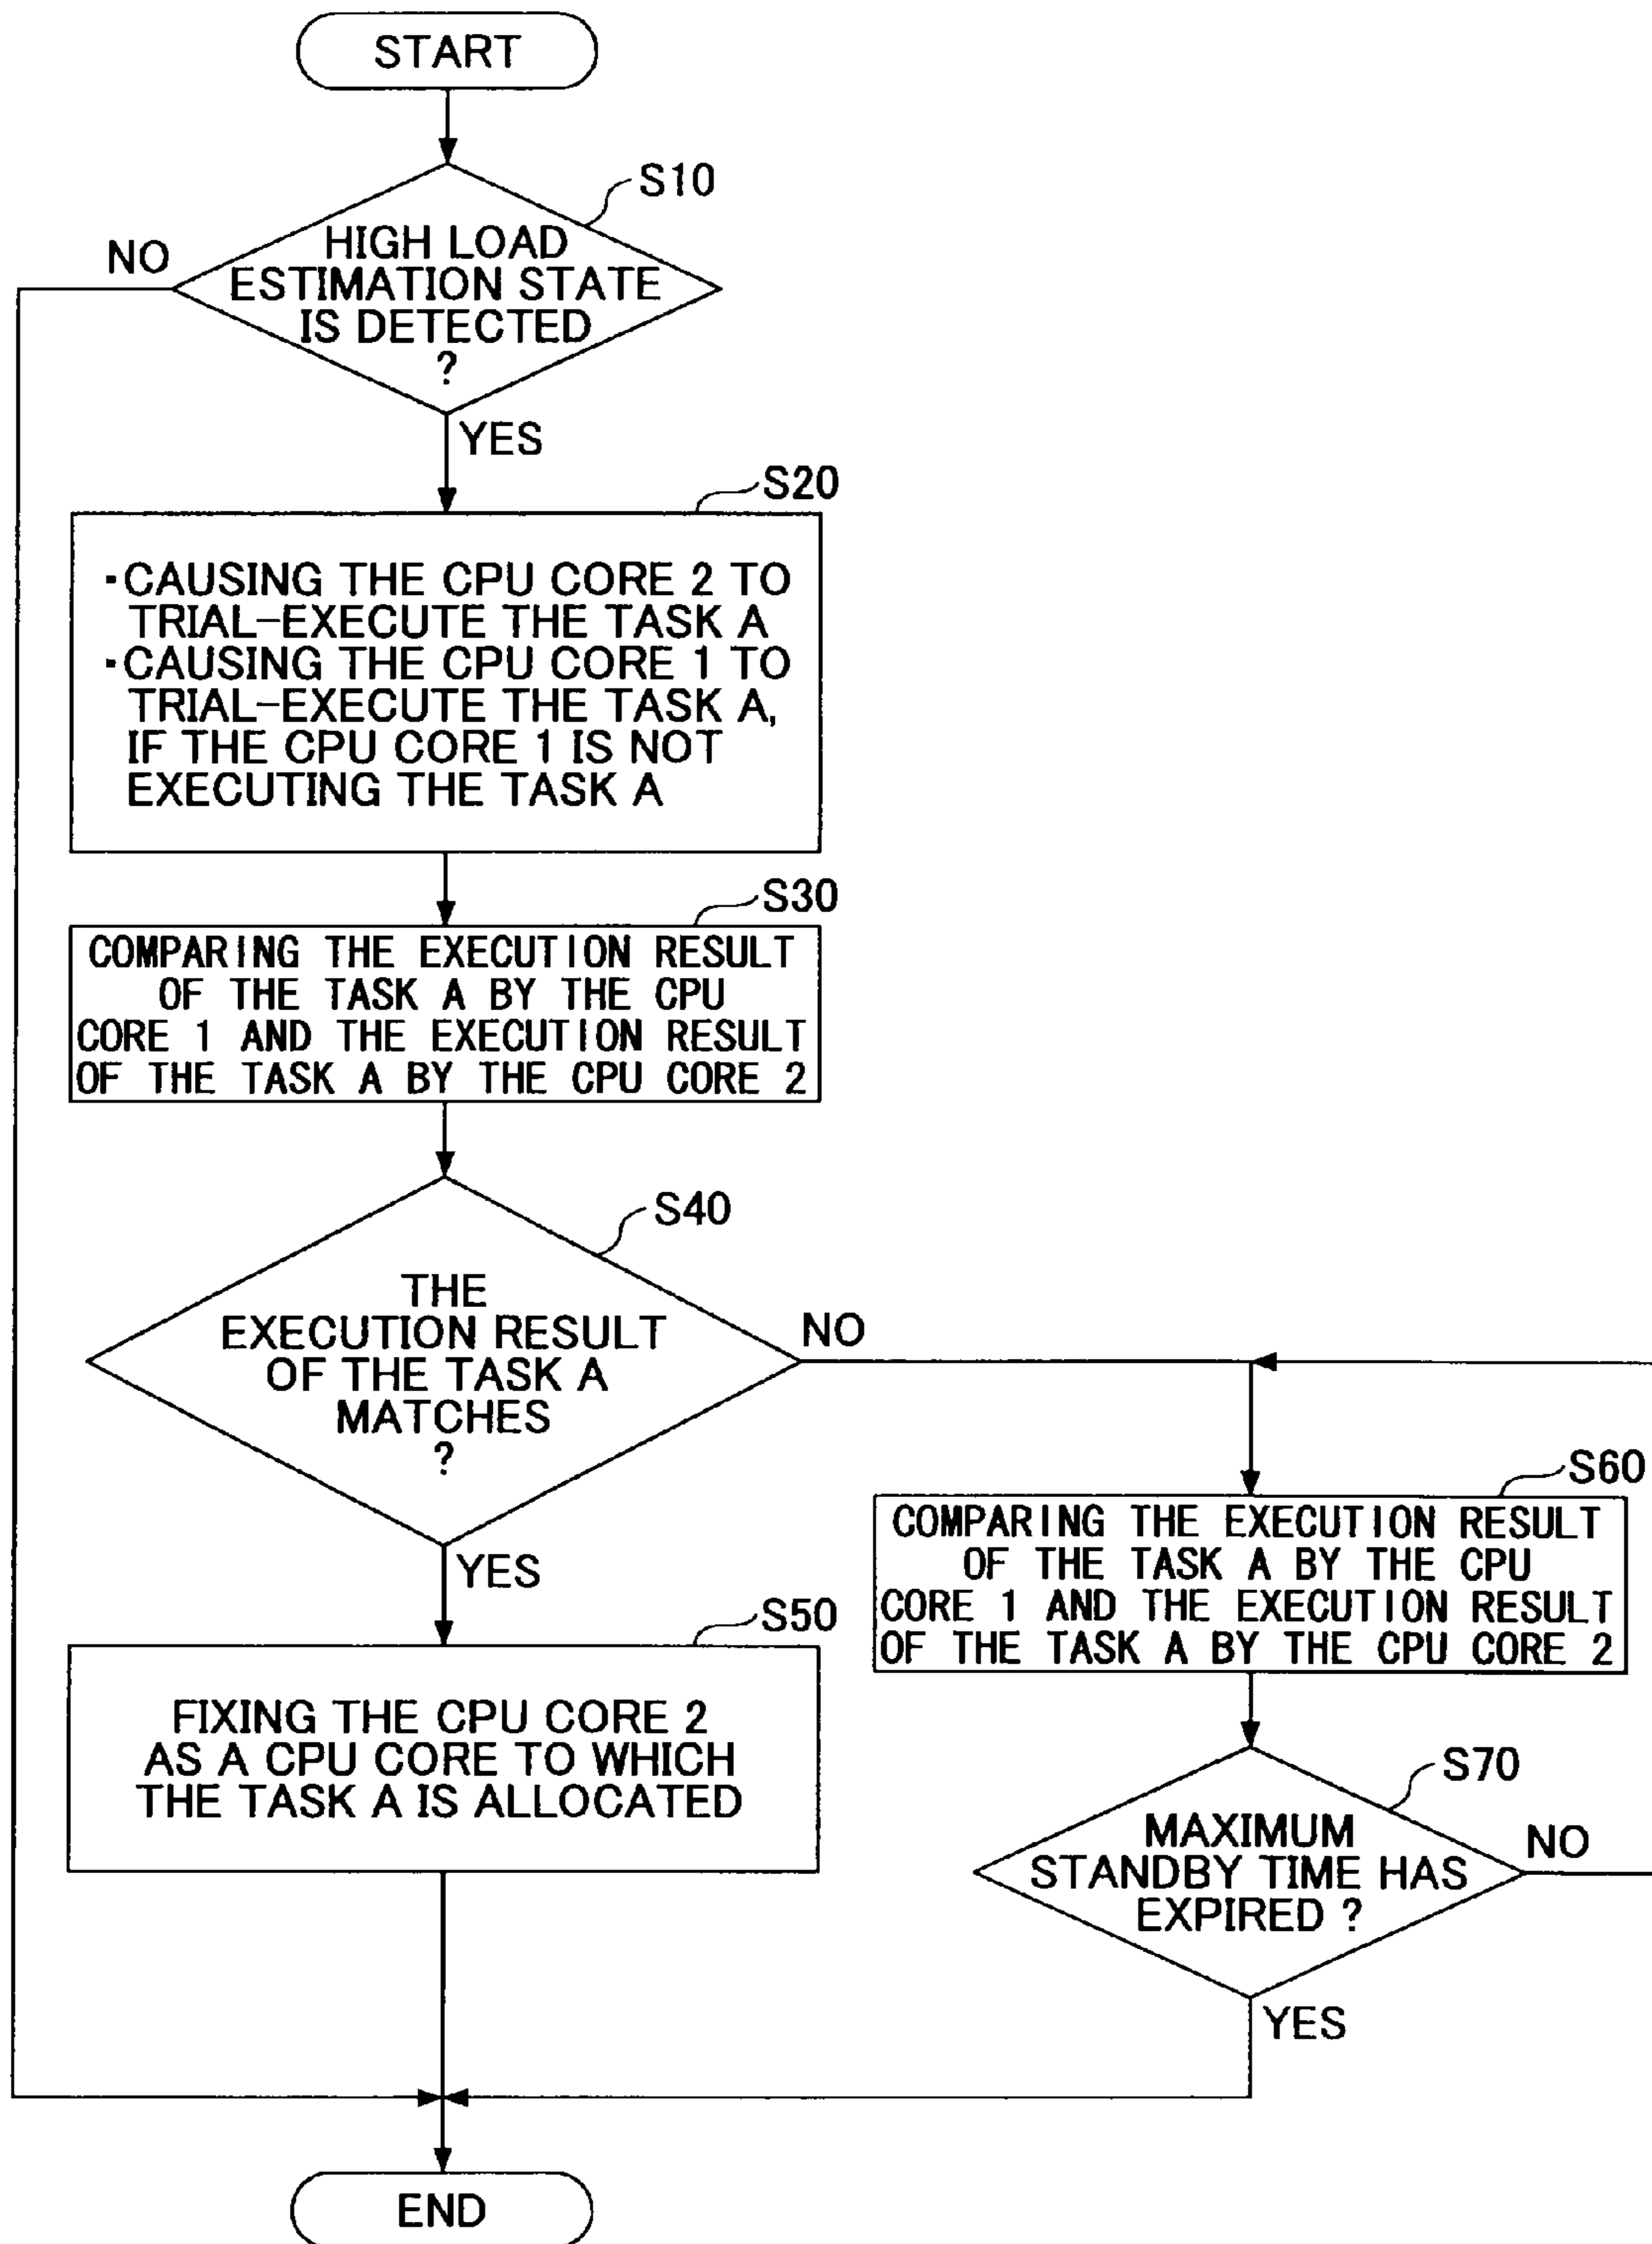 START
S10
NO
HIGH LOAD
ESTIMATION STATE
IS DETECTED
?
YES
S20
・CAUSING THE CPU CORE 2 TO
TRIAL-EXECUTE THE TASK A
・CAUSING THE CPU CORE 1 TO
TRIAL-EXECUTE THE TASK A,
IF THE CPU CORE 1 IS NOT
EXECUTING THE TASK A
S30
COMPARING THE EXECUTION RESULT
OF THE TASK A BY THE CPU
CORE 1 AND THE EXECUTION RESULT
OF THE TASK A BY THE CPU CORE 2
S40
THE
EXECUTION RESULT
OF THE TASK A
MATCHES
?
NO
YES
S50
FIXING THE CPU CORE 2
AS A CPU CORE TO WHICH
THE TASK A IS ALLOCATED
S60
COMPARING THE EXECUTION RESULT
OF THE TASK A BY THE CPU
CORE 1 AND THE EXECUTION RESULT
OF THE TASK A BY THE CPU CORE 2
S70
MAXIMUM
STANDBY TIME HAS
EXPIRED ?
NO
YES
END